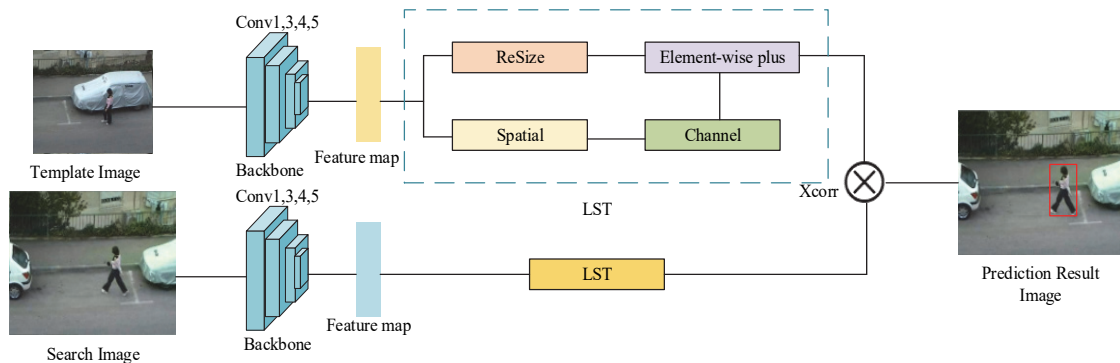 Conv1,3,4,5
ReSize
Element-wise plus
Spatial
Channel
Feature map
Template Image
Backbone
Conv1,3,4,5
Xcorr
LST
LST
Prediction Result
Image
Feature map
Search Image
Backbone